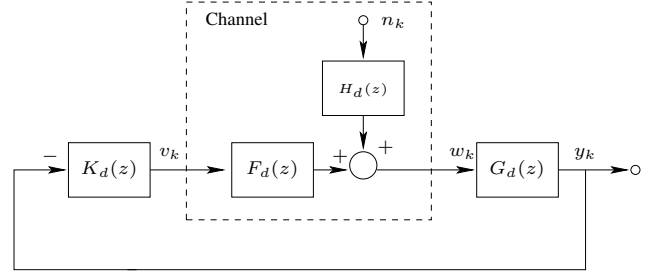 Channel
n_k
H_d(z)
− v_k + + w_k y_k
K_d(z) F_d(z) G_d(z)